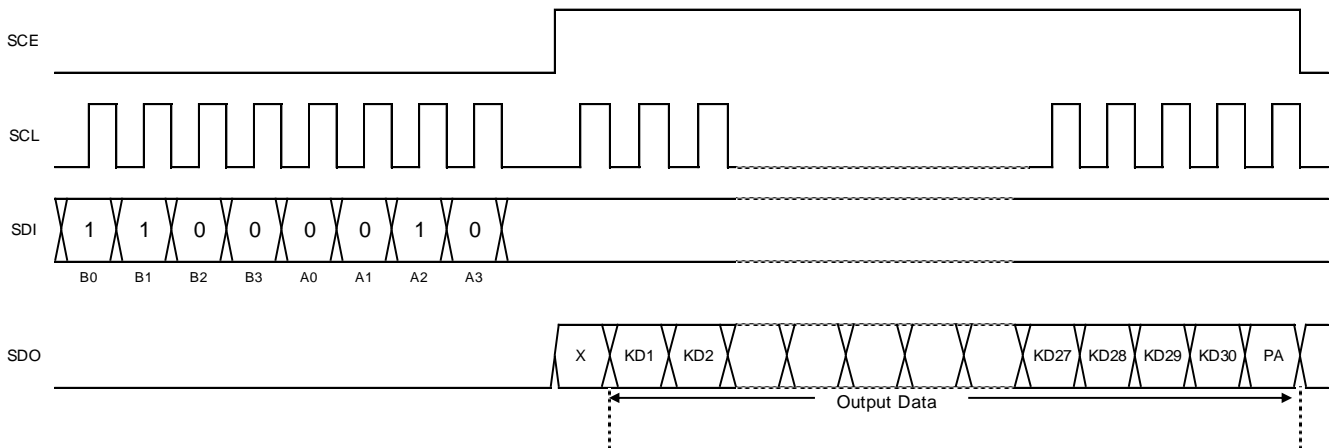 SCE
SCL
SDI 1 1 0 0 0 0 1 0
B0 B1 B2 B3 A0 A1 A2 A3
SDO X KD1 KD2 KD27 KD28 KD29 KD30 PA
Output Data